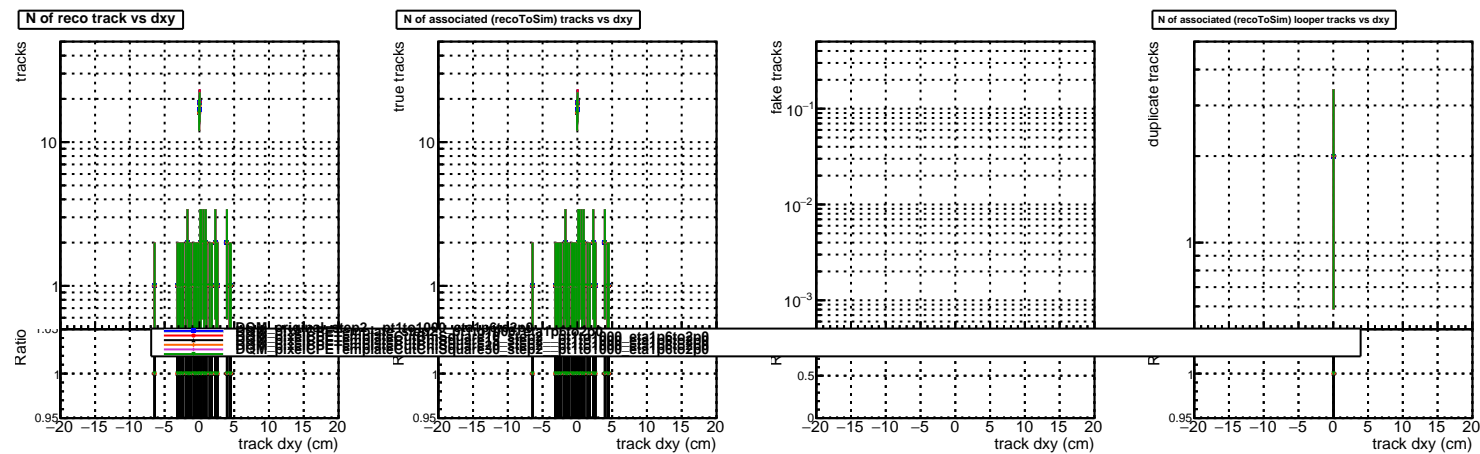 N of reco track vs dxy
N of associated (recoToSim) tracks vs dxy
N of associated (recoToSim) looper tracks vs dxy
tracks
10
1
Ratio
1
0.95
−20 −15 −10 −5 0 5 10 15 20
track dxy (cm)
true tracks
10
1
1
0.95
−20 −15 −10 −5 0 5 10 15 20
track dxy (cm)
fake tracks
10−1
10−2
10−3
0.5
0
−20 −15 −10 −5 0 5 10 15 20
track dxy (cm)
duplicate tracks
1
1
0.95
−20 −15 −10 −5 0 5 10 15 20
track dxy (cm)